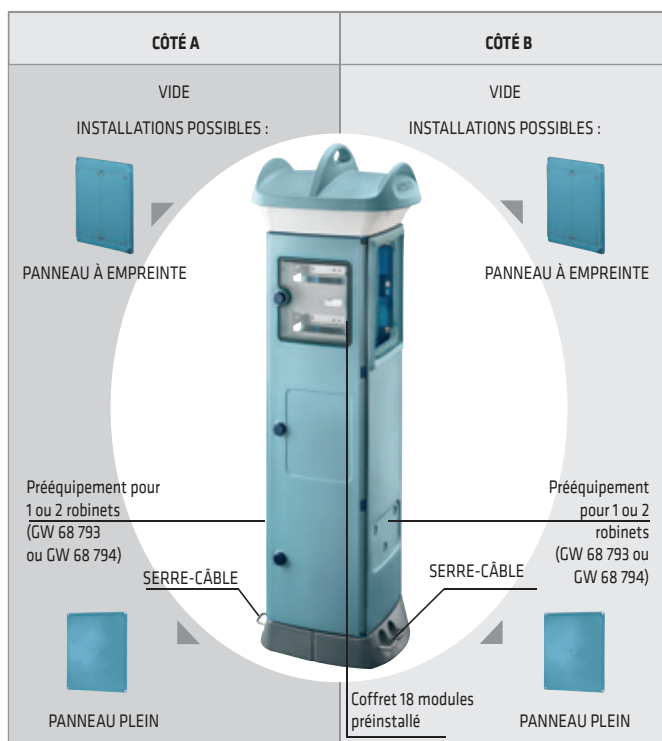 CÔTÉ A
CÔTÉ B
VIDE
INSTALLATIONS POSSIBLES :
VIDE
INSTALLATIONS POSSIBLES :
PANNEAU À EMPREINTE
PANNEAU À EMPREINTE
Prééquipement pour
1 ou 2 robinets
(GW 68 793
ou GW 68 794)
Prééquipement
pour 1 ou 2
robinets
(GW 68 793 ou
GW 68 794)
SERRE-CÂBLE
SERRE-CÂBLE
Coffret 18 modules
préinstallé
PANNEAU PLEIN
PANNEAU PLEIN